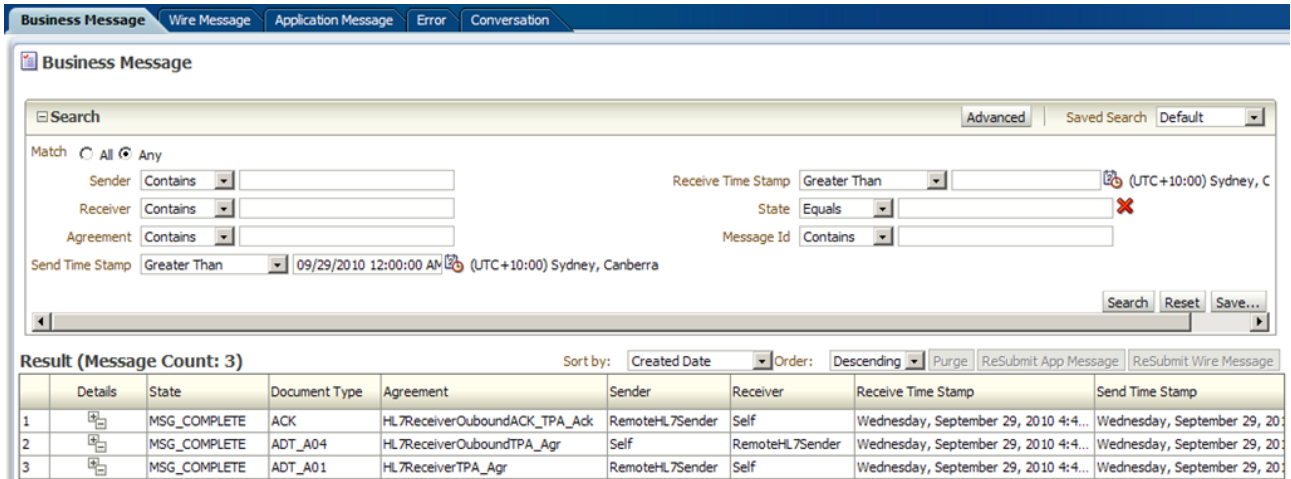 Business Message Wire Message Application Message Error Conversation
Business Message
Search Advanced Saved Search Default
Match All Any
Sender Contains Receive Time Stamp Greater Than (UTC+10:00) Sydney, C
Receiver Contains State Equals
Agreement Contains Message Id Contains
Send Time Stamp Greater Than 09/29/2010 12:00:00 AM (UTC+10:00) Sydney, Canberra
Search Reset Save...
Result (Message Count: 3) Sort by: Created Date Order: Descending Purge ReSubmit App Message ReSubmit Wire Message
Details State Document Type Agreement Sender Receiver Receive Time Stamp Send Time Stamp
1 MSG_COMPLETE ACK HL7ReceiverOuboundACK_TPA_Ack RemoteHL7Sender Self Wednesday, September 29, 2010 4:4... Wednesday, September 29, 201
2 MSG_COMPLETE ADT_A04 HL7ReceiverOuboundTPA_Agr Self RemoteHL7Sender Wednesday, September 29, 2010 4:4... Wednesday, September 29, 201
3 MSG_COMPLETE ADT_A01 HL7ReceiverTPA_Agr RemoteHL7Sender Self Wednesday, September 29, 2010 4:4... Wednesday, September 29, 201